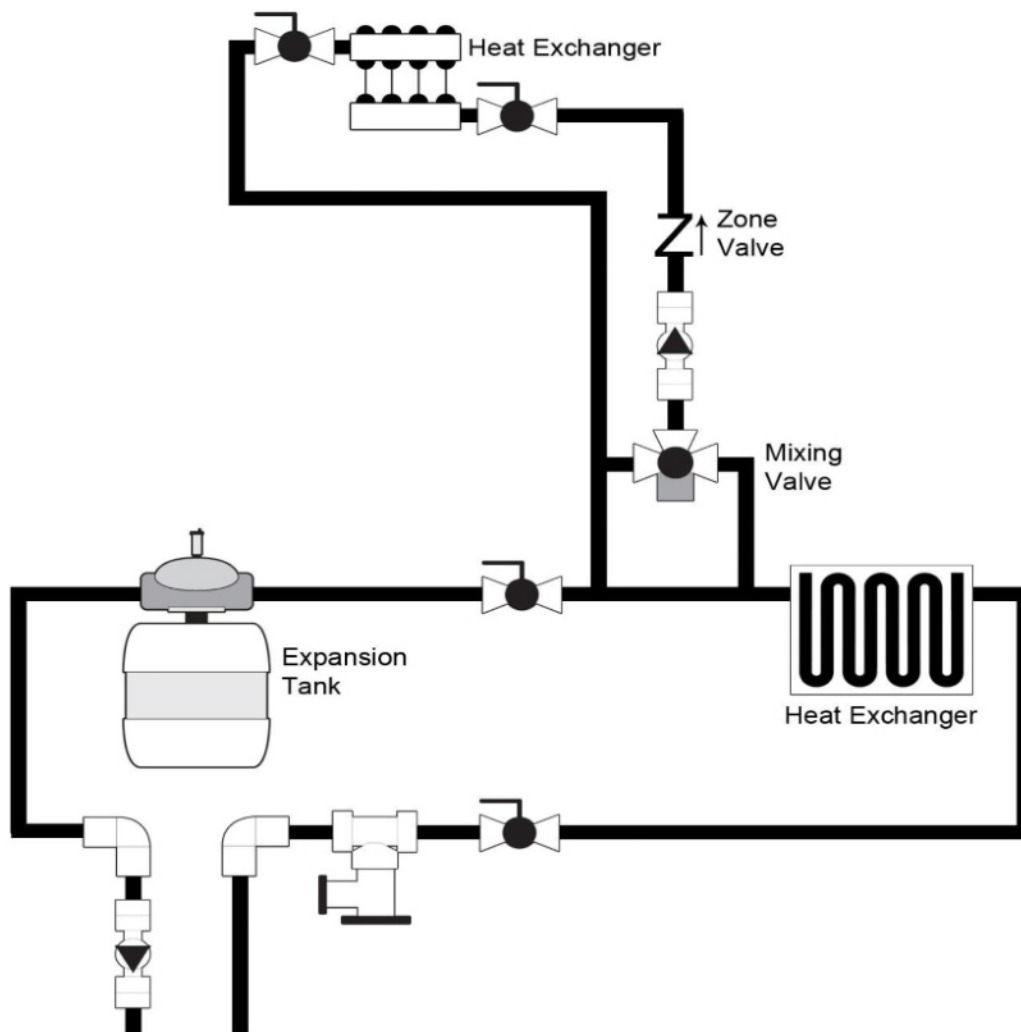 Heat Exchanger
Zone
Valve
Mixing
Valve
Expansion
Tank
Heat Exchanger